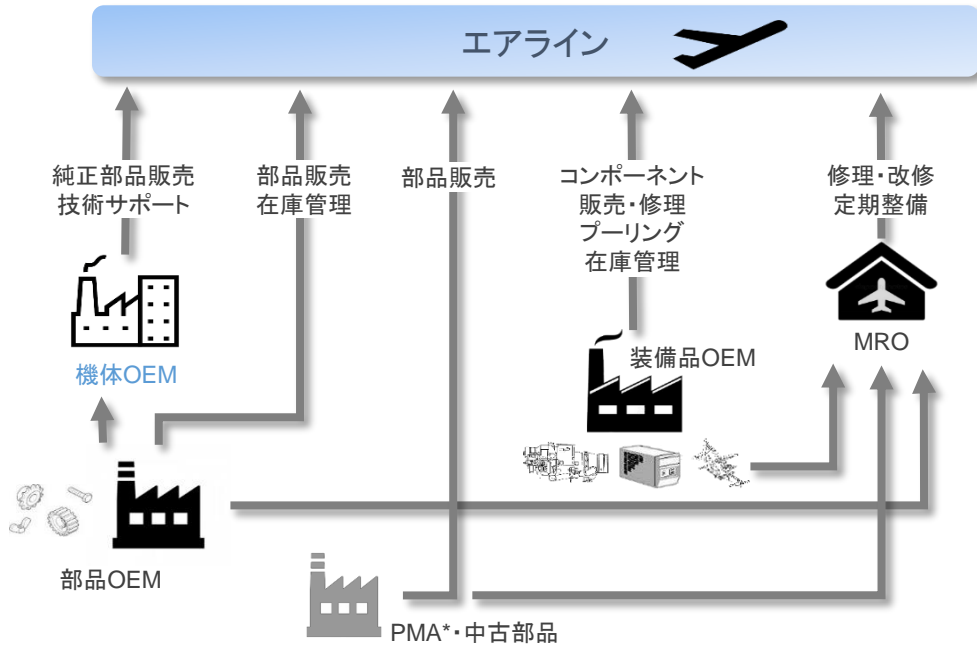 エアライン
純正部品販売
技術サポート
部品販売
在庫管理
部品販売
コンポーネント
販売・修理
プーリング
在庫管理
修理・改修
定期整備
機体OEM
装備品OEM
MRO
部品OEM
PMA*・中古部品